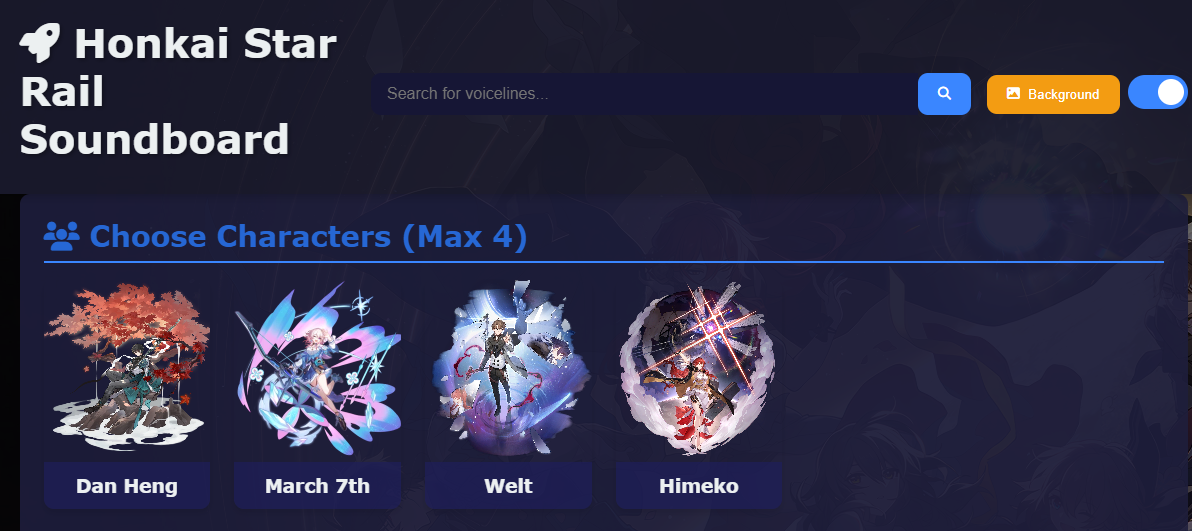 Honkai Star
Rail
Soundboard
Search for voicelines...
Background
Choose Characters (Max 4)
Dan Heng
March 7th
Welt
Himeko